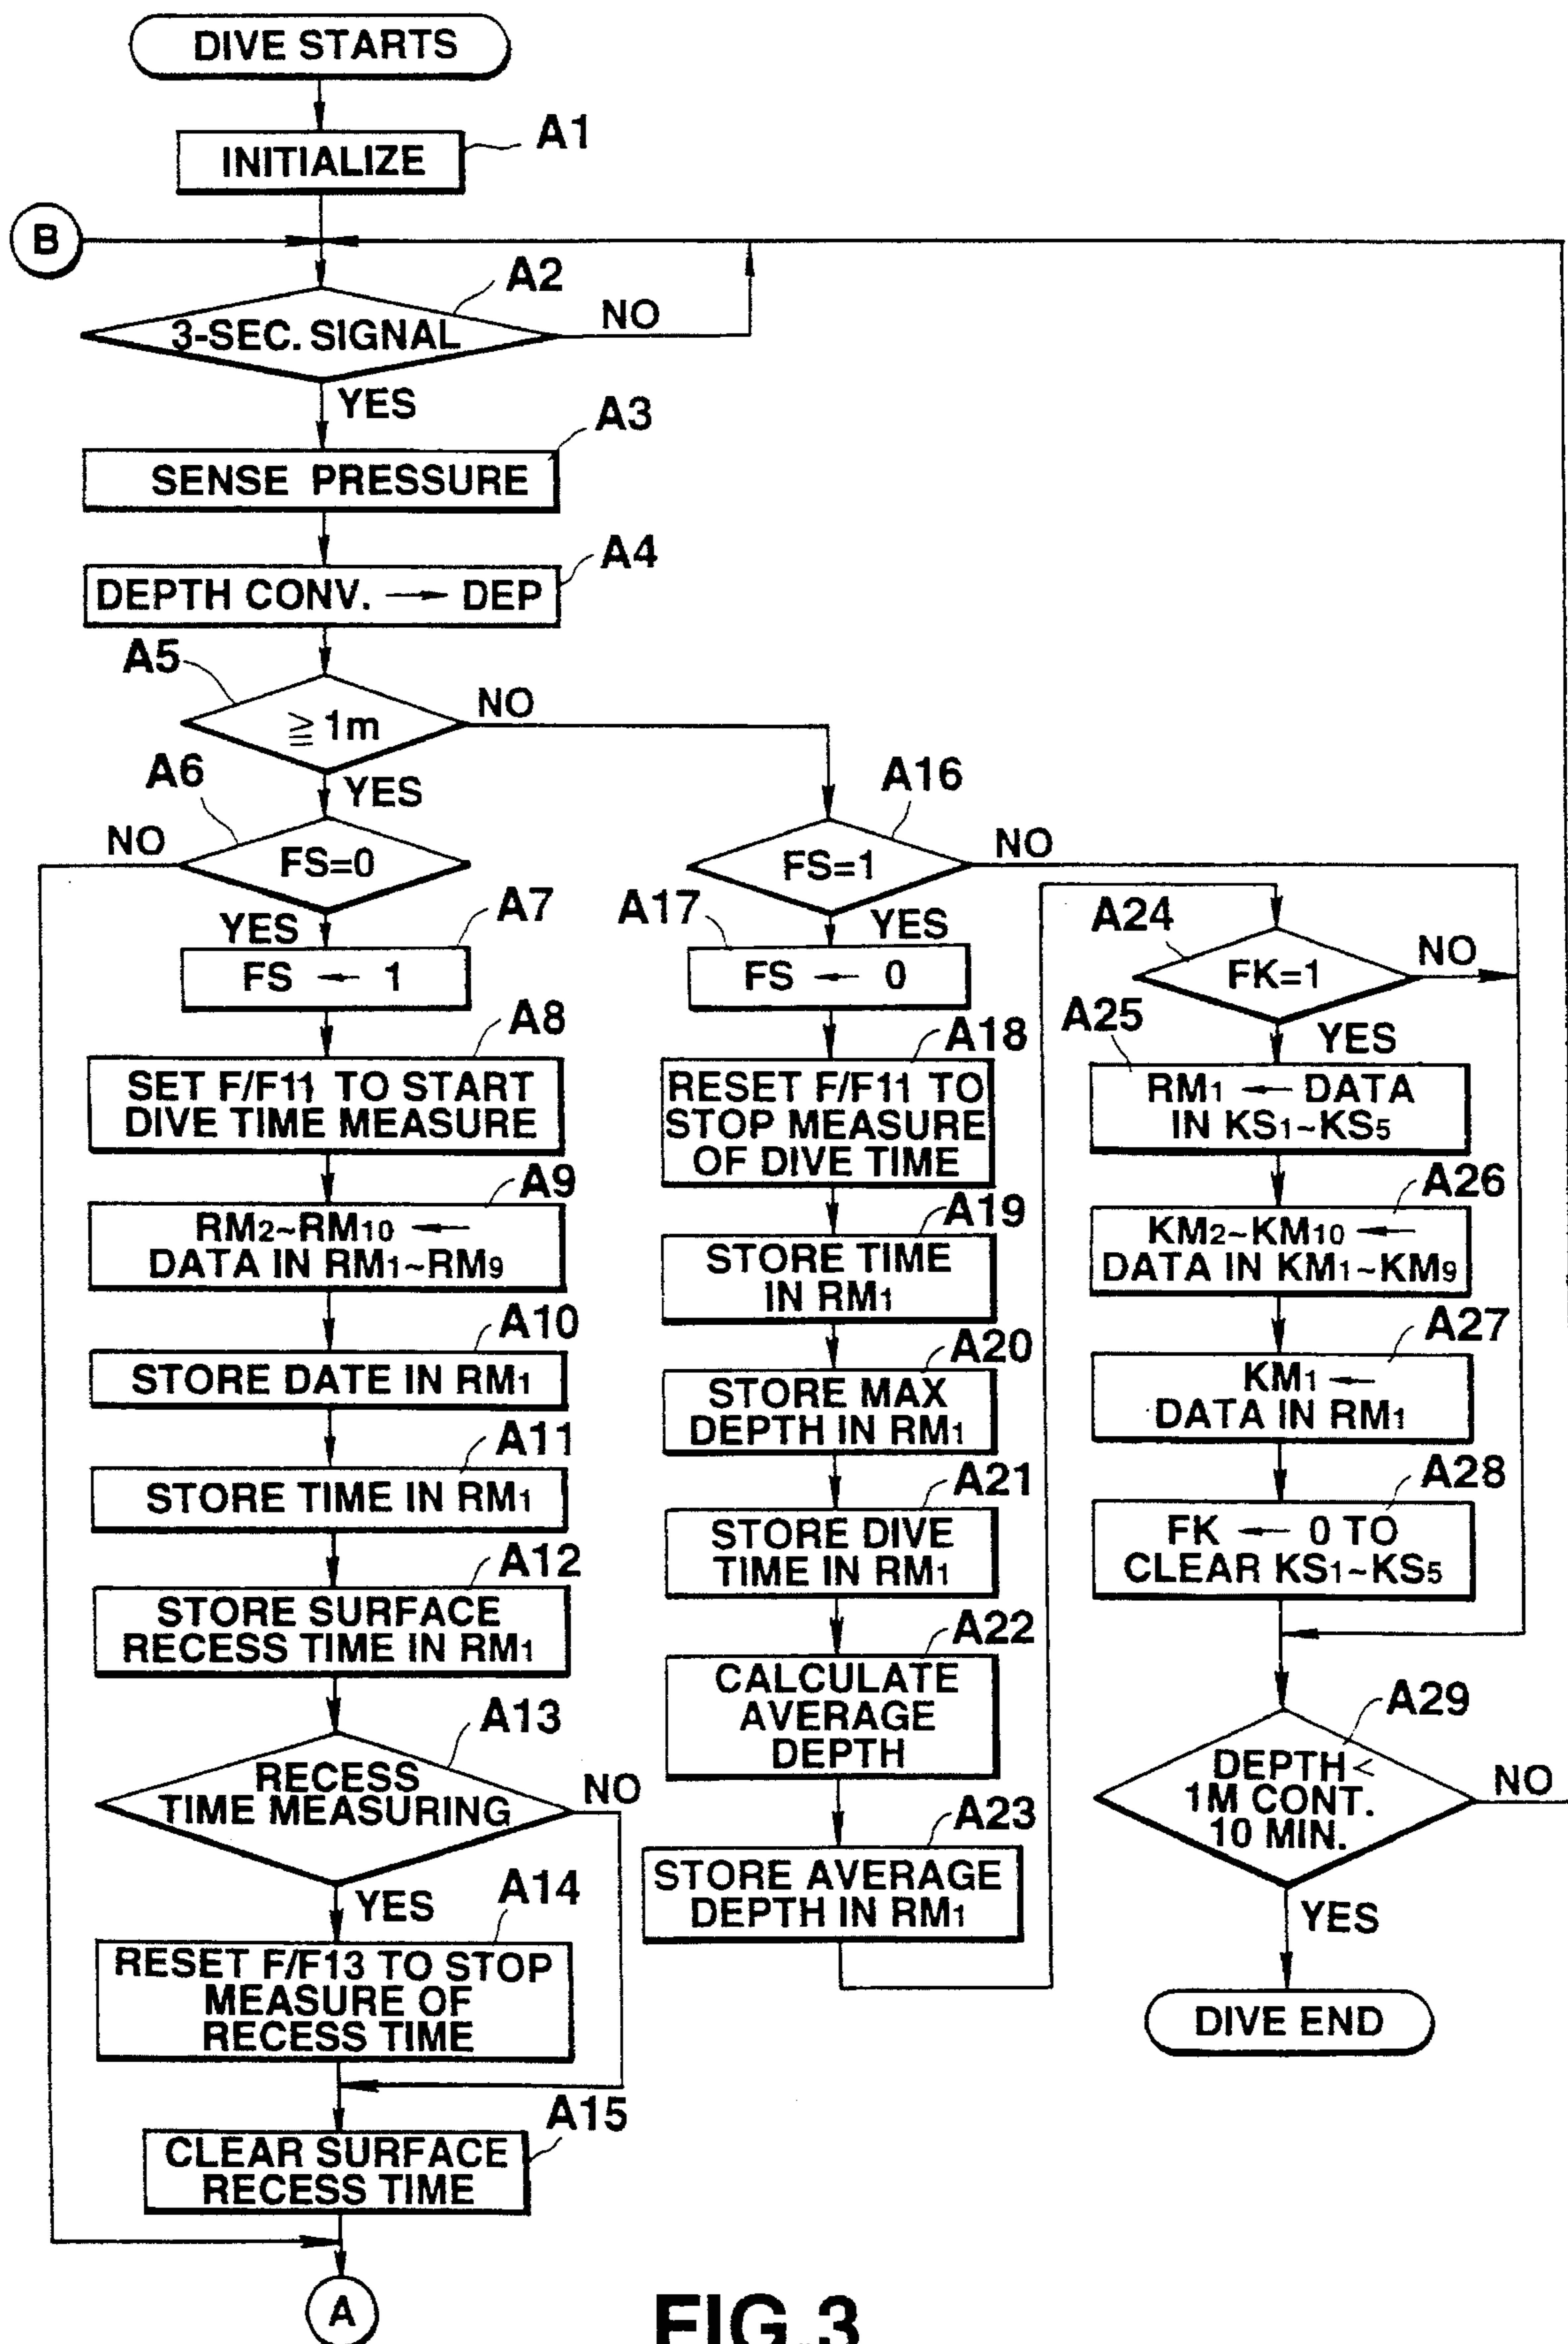 DIVE STARTS
INITIALIZE
A1
B
A2
3-SEC. SIGNAL
NO
YES
A3
SENSE PRESSURE
A4
DEPTH CONV. → DEP
A5
≧ 1m
NO
YES
A6
FS=0
NO
YES
A7
FS ← 1
A8
SET F/F11 TO START
DIVE TIME MEASURE
A9
RM2~RM10 ←
DATA IN RM1~RM9
A10
STORE DATE IN RM1
A11
STORE TIME IN RM1
A12
STORE SURFACE
RECESS TIME IN RM1
A13
RECESS
TIME MEASURING
NO
YES
A14
RESET F/F13 TO STOP
MEASURE OF
RECESS TIME
A15
CLEAR SURFACE
RECESS TIME
A
A16
FS=1
NO
YES
A17
FS ← 0
A18
RESET F/F11 TO
STOP MEASURE
OF DIVE TIME
A19
STORE TIME
IN RM1
A20
STORE MAX
DEPTH IN RM1
A21
STORE DIVE
TIME IN RM1
A22
CALCULATE
AVERAGE
DEPTH
A23
STORE AVERAGE
DEPTH IN RM1
A24
FK=1
NO
YES
A25
RM1 ← DATA
IN KS1~KS5
A26
KM2~KM10 ←
DATA IN KM1~KM9
A27
KM1 ←
DATA IN RM1
A28
FK ← 0 TO
CLEAR KS1~KS5
A29
DEPTH <
1M CONT.
10 MIN.
NO
YES
DIVE END
FIG.3